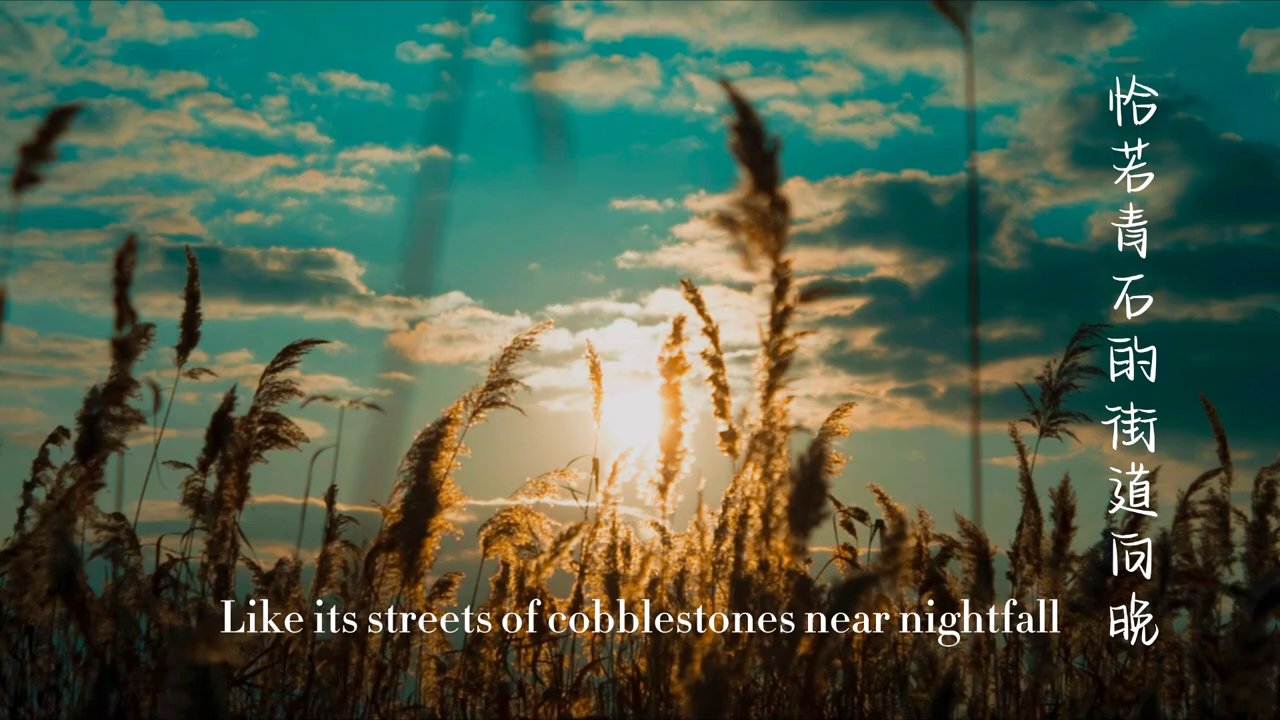 恰若青石的街道向晚
Like its streets of cobblestones near nightfall